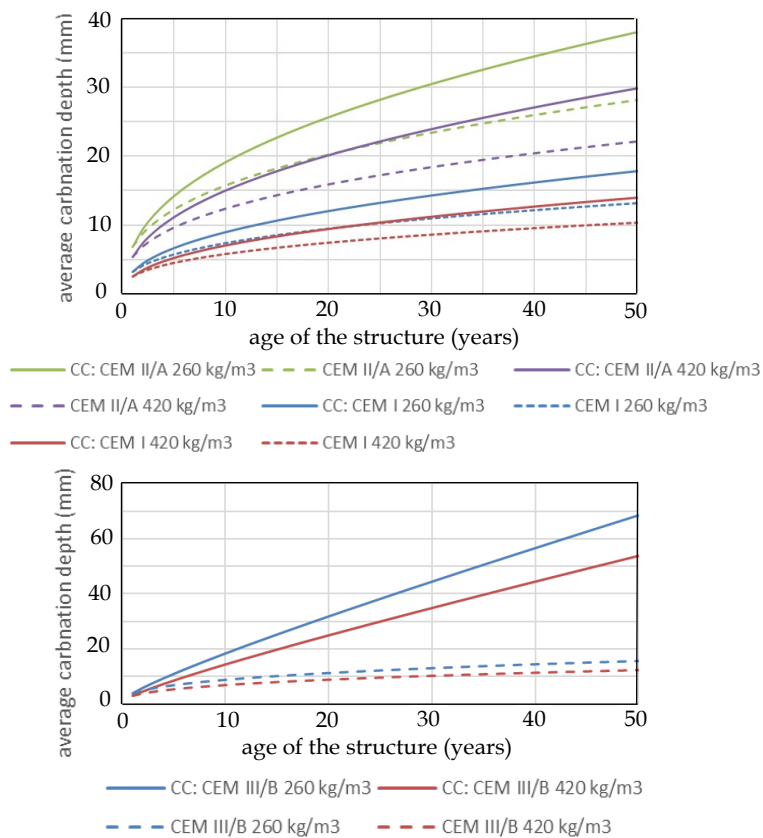 average carbnation depth (mm)
40
30
20
10
0
0 10 20 30 40 50
age of the structure (years)
CC: CEM II/A 260 kg/m3 CEM II/A 260 kg/m3 CC: CEM II/A 420 kg/m3
CEM II/A 420 kg/m3 CC: CEM I 260 kg/m3 CEM I 260 kg/m3
CC: CEM I 420 kg/m3 CEM I 420 kg/m3
average carbnation depth (mm)
80
60
40
20
0
0 10 20 30 40 50
age of the structure (years)
CC: CEM III/B 260 kg/m3 CC: CEM III/B 420 kg/m3
CEM III/B 260 kg/m3 CEM III/B 420 kg/m3